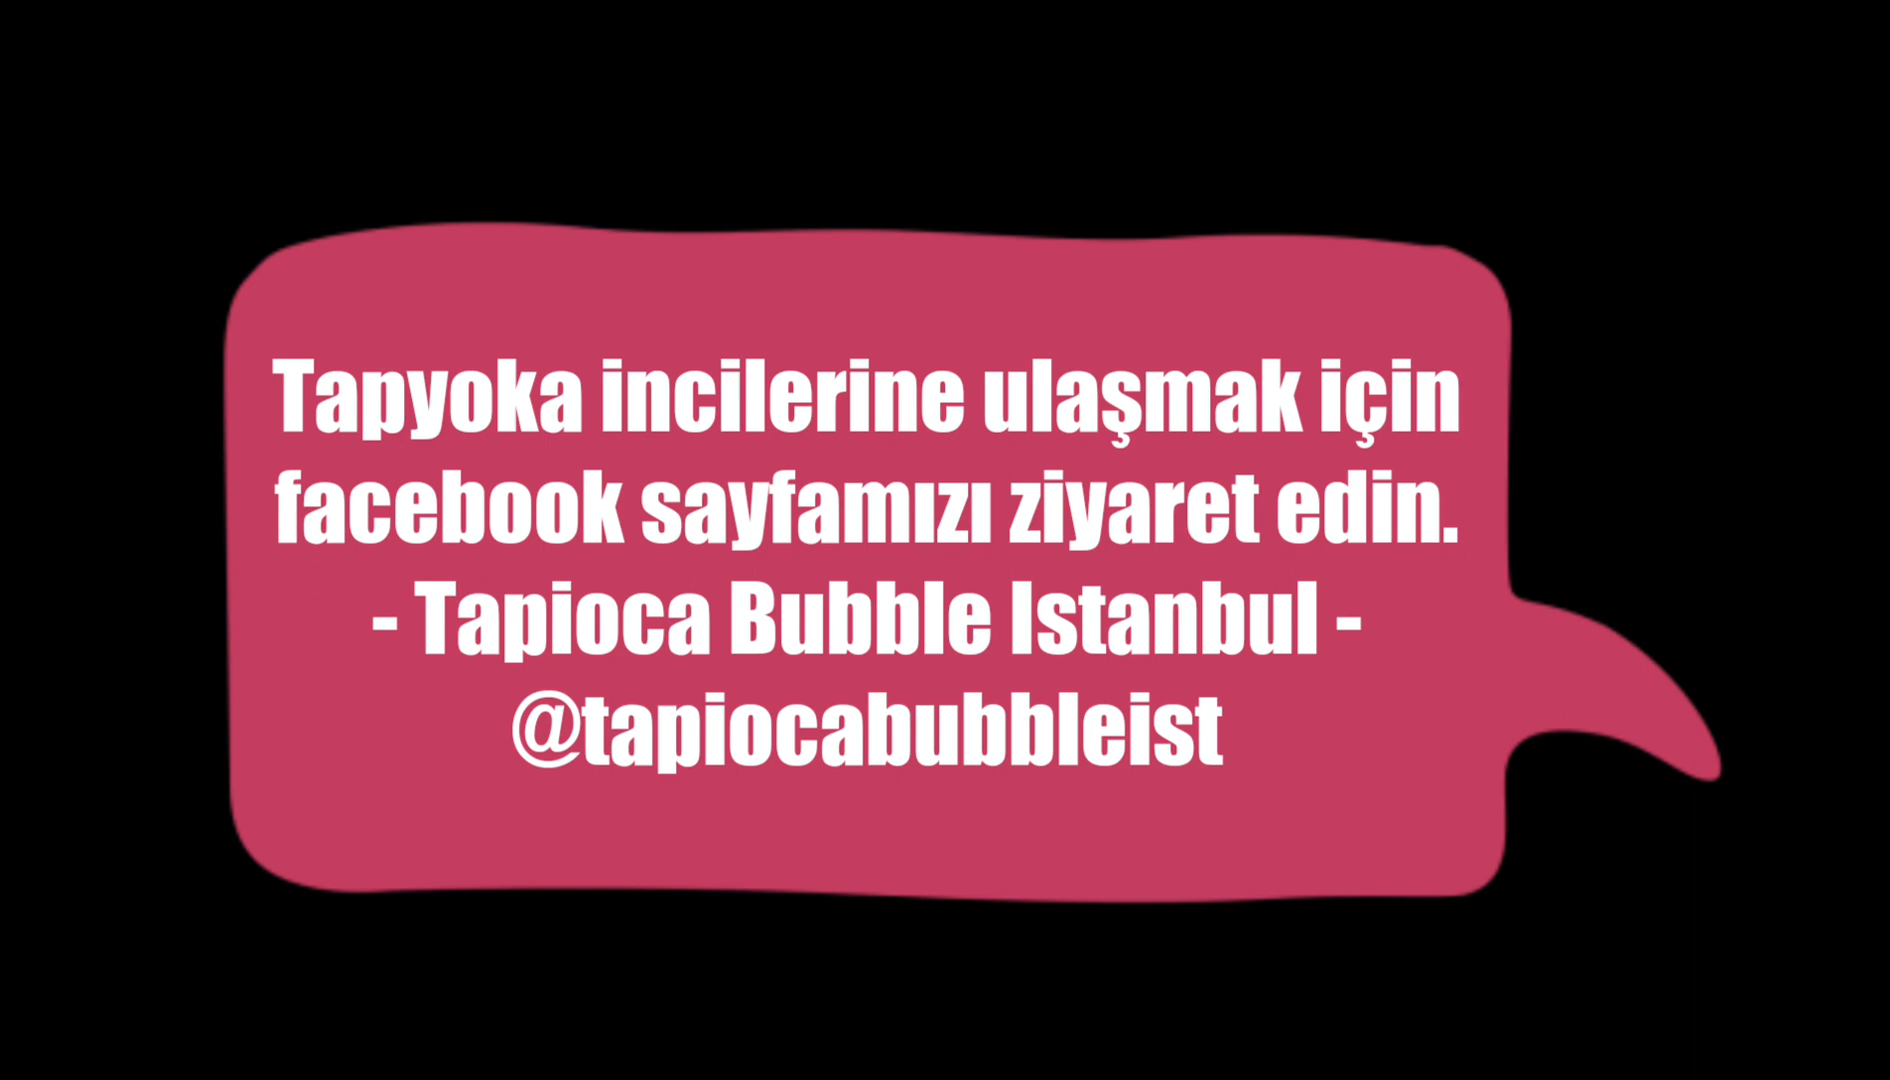 Tapyoka incilerine ulaşmak için
facebook sayfamızı ziyaret edin.
- Tapioca Bubble Istanbul -
@tapiocabubbleist